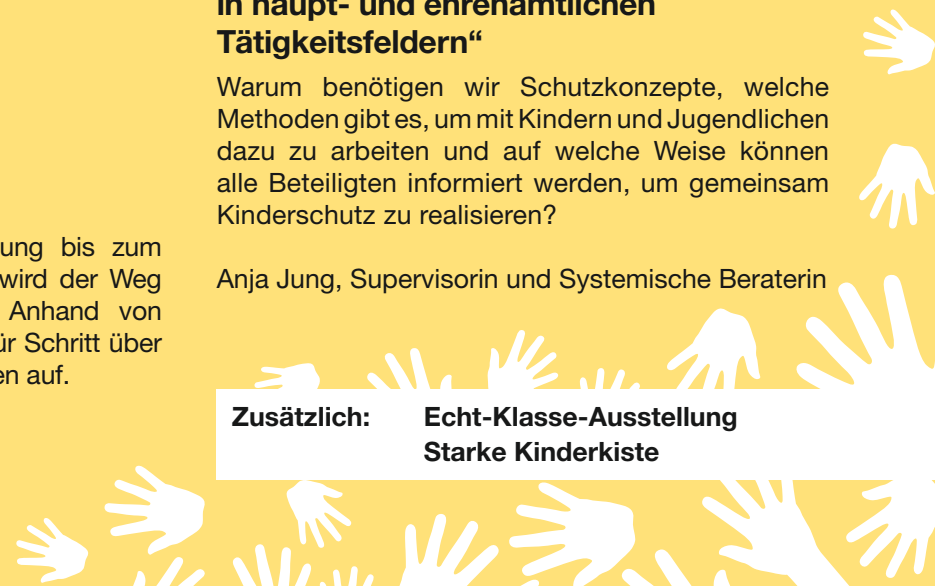 in haupt- und ehrenamtlichen
Tätigkeitsfeldern“
Warum benötigen wir Schutzkonzepte, welche
Methoden gibt es, um mit Kindern und Jugendlichen
dazu zu arbeiten und auf welche Weise können
alle Beteiligten informiert werden, um gemeinsam
Kinderschutz zu realisieren?
Anja Jung, Supervisorin und Systemische Beraterin
ung bis zum
wird der Weg
Anhand von
ür Schritt über
en auf.
Zusätzlich: Echt-Klasse-Ausstellung
Starke Kinderkiste